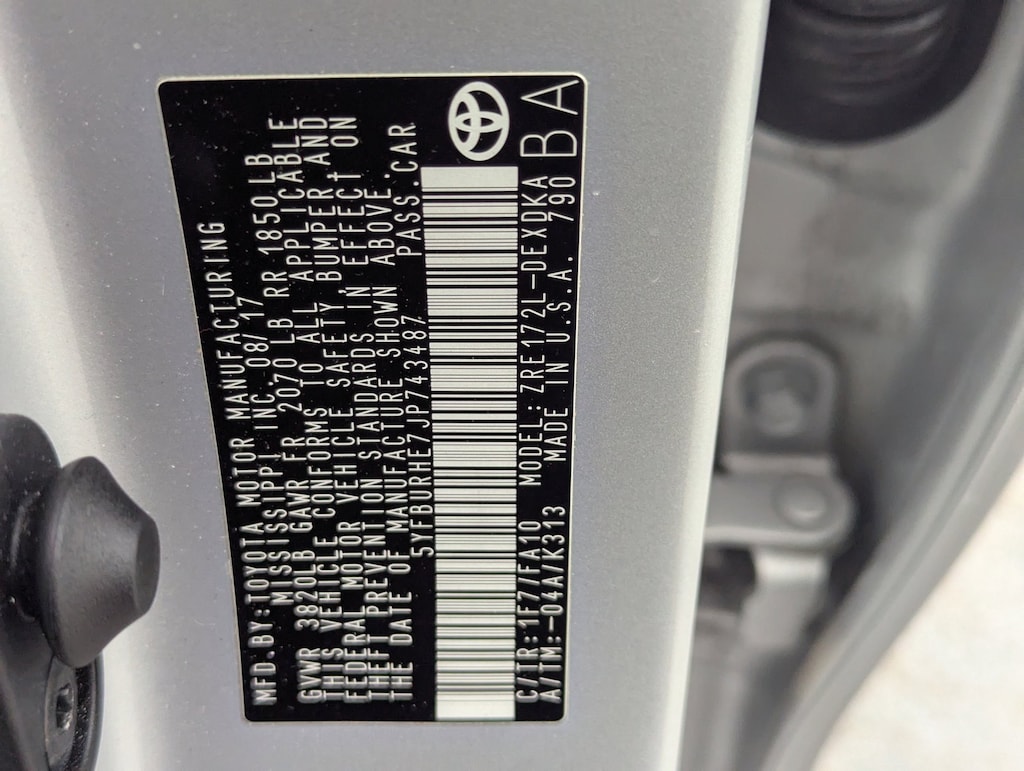 MFD.BY:TOYOTA MOTOR MANUFACTURING
MISSISSIPPI INC.08/17
GVWR 3820LB GAWR FR 2070 LB RR 1850LB
THIS VEHICLE CONFORMS TO ALL APPLICABLE
FEDERAL MOTOR VEHICLE SAFETY BUMPER,AND
THEFT PREVENTION STANDARDS IN EFFECT ON
THE DATE OF MANUFACTURE SHOWN ABOVE.
5YFBURHE7JP743487 PASS.CAR
C/TR:1F7/FA10 MODEL:ZRE172L-DEXDKA
A/TM:-04A/K313 MADE IN U.S.A. 790
BA